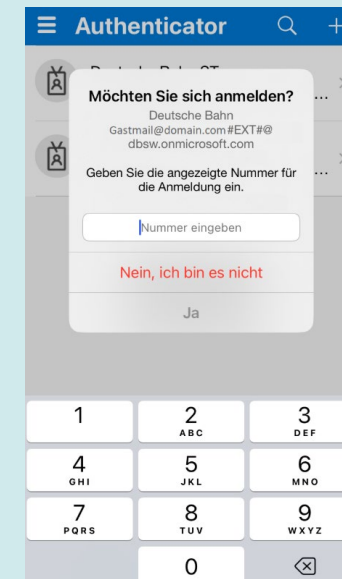 Authenticator
Möchten Sie sich anmelden?
Deutsche Bahn
Gastmail@domain.com#EXT#@
dbsw.onmicrosoft.com
Geben Sie die angezeigte Nummer für
die Anmeldung ein.
Nummer eingeben
Nein, ich bin es nicht
Ja
1
2
ABC
3
DEF
4
GHI
5
JKL
6
MNO
7
PQRS
8
TUV
9
WXYZ
0